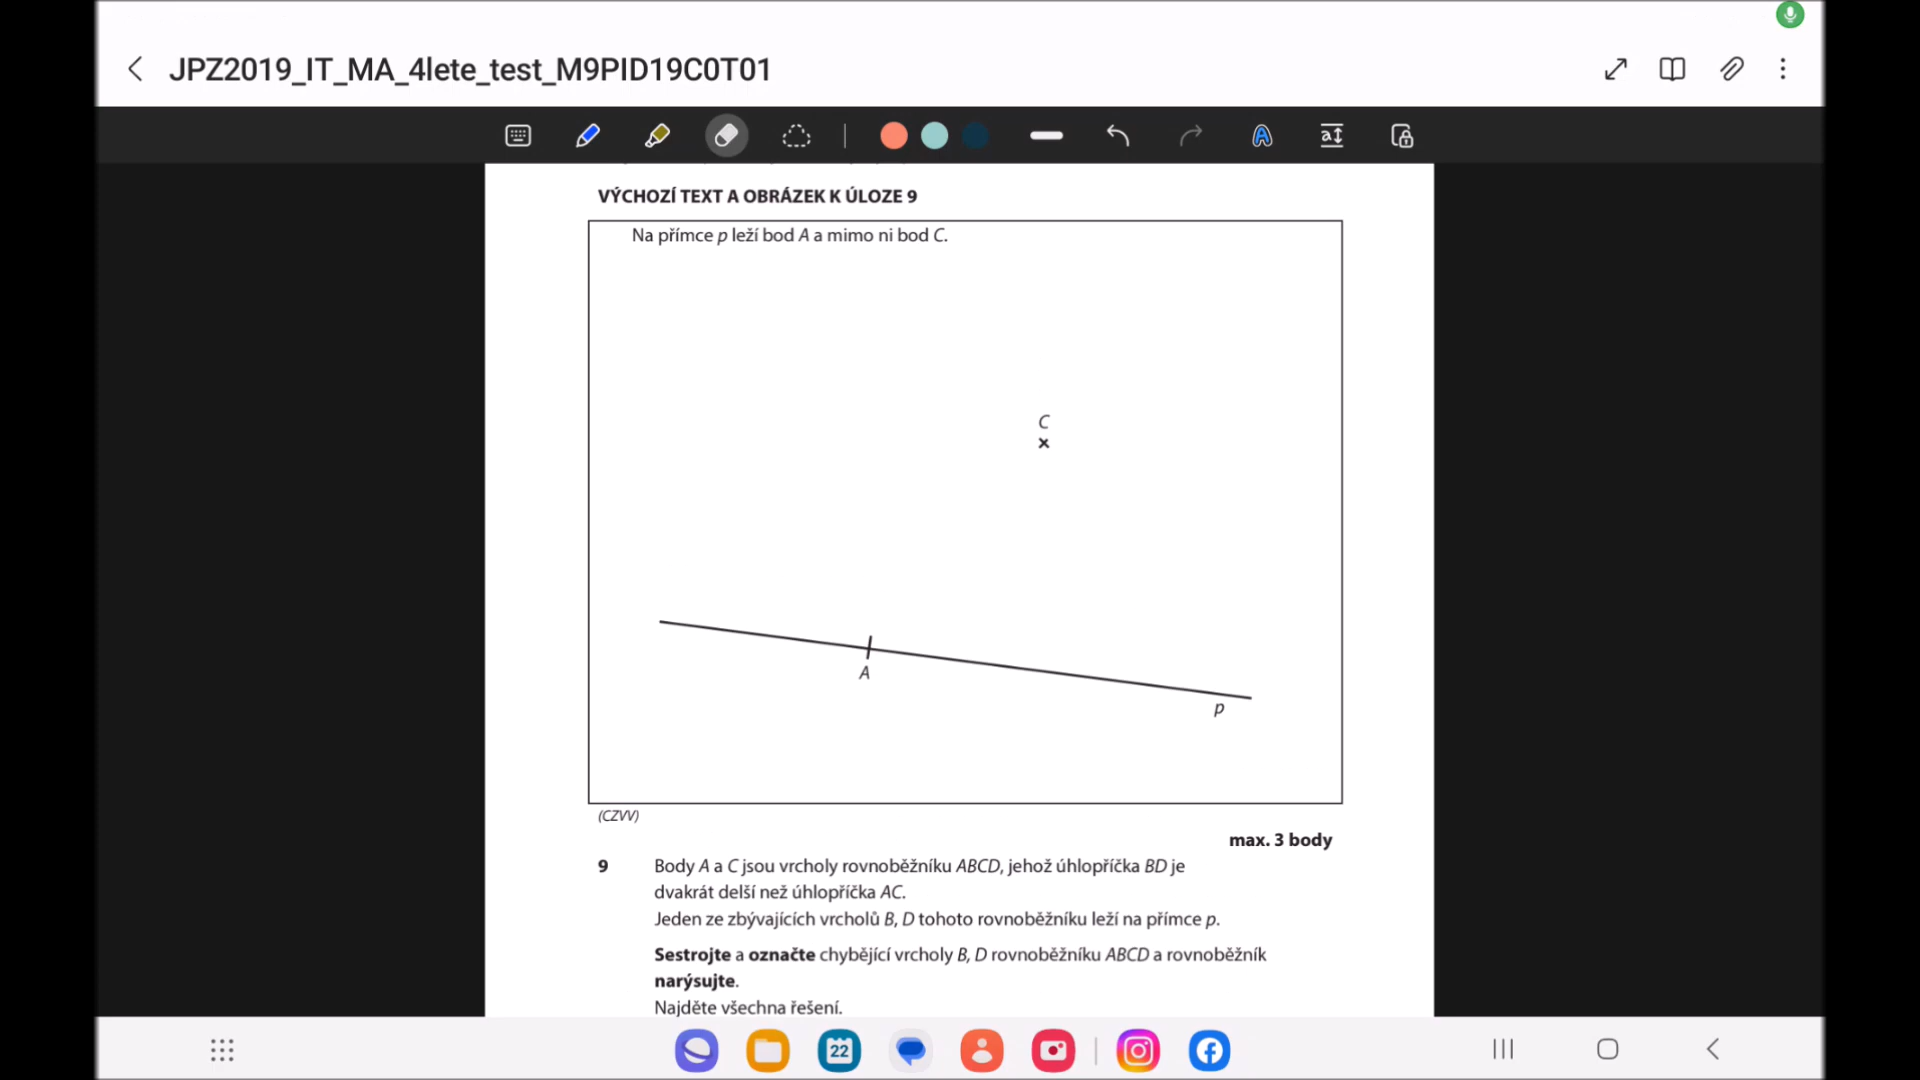 JPZ2019_IT_MA_4lete_test_M9PID19C0T01
VÝCHOZÍ TEXT A OBRÁZEK K ÚLOZE 9
Na přímce p leží bod A a mimo ni bod C.
C
A
p
(CZVV)
max. 3 body
9 Body A a C jsou vrcholy rovnoběžníku ABCD, jehož úhlopříčka BD je
dvakrát delší než úhlopříčka AC.
Jeden ze zbývajících vrcholů B, D tohoto rovnoběžníku leží na přímce p.
Sestrojte a označte chybějící vrcholy B, D rovnoběžníku ABCD a rovnoběžník
narýsujte.
Najděte všechna řešení.
22